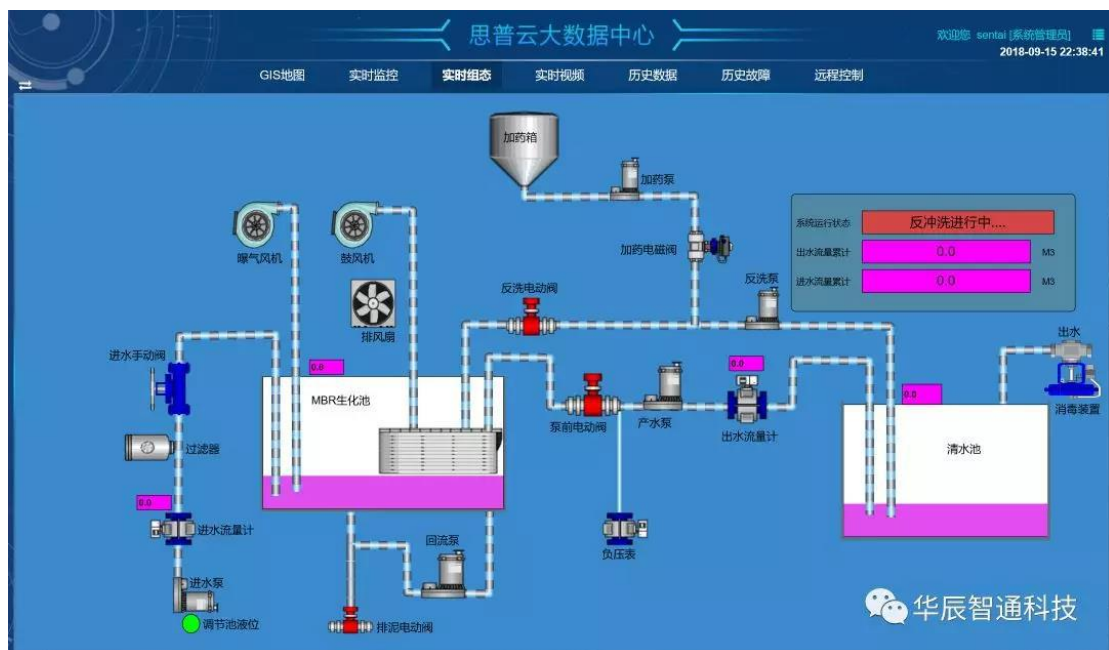 思普云大数据中心
欢迎您 sentai [系统管理员]
2018-09-15 22:38:41
GIS地图 实时监控 实时组态 实时视频 历史数据 历史故障 远程控制
加药箱
加药泵
系统运行状态 反冲洗进行中....
加药电磁阀
出水流量累计 0.0 M3
曝气风机 鼓风机
反洗泵
进水流量累计 0.0 M3
反洗电动阀
排风扇
出水
进水手动阀
0.0
0.0
MBR生化池
0.0
消毒装置
泵前电动阀 产水泵
出水流量计
过滤器
清水池
0.0
进水流量计
回流泵
负压表
进水泵
调节池液位
排泥电动阀
华辰智通科技